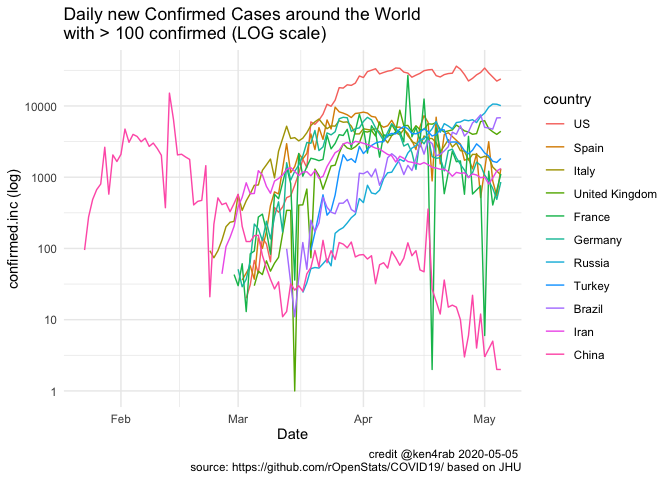 Daily new Confirmed Cases around the World
with > 100 confirmed (LOG scale)
confirmed.inc (log)
10000
1000
100
10
1
Feb
Mar
Apr
May
Date
country
US
Spain
Italy
United Kingdom
France
Germany
Russia
Turkey
Brazil
Iran
China
credit @ken4rab 2020-05-05
source: https://github.com/rOpenStats/COVID19/ based on JHU